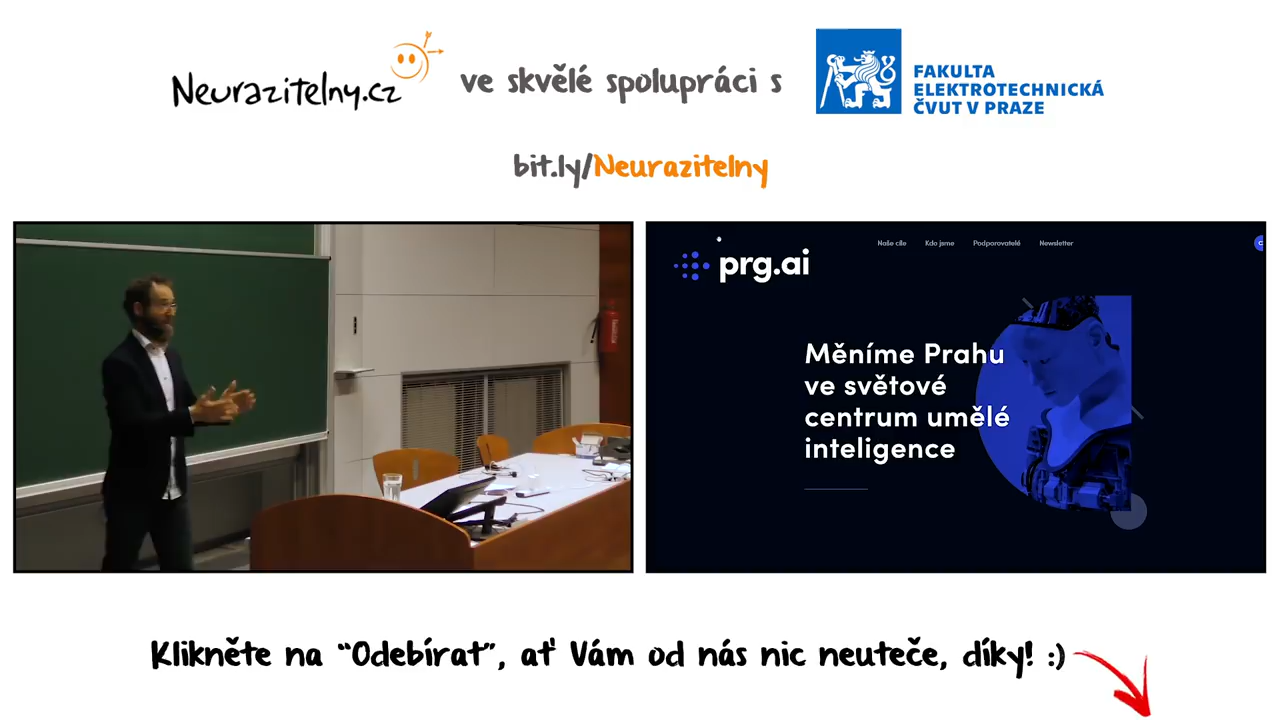 Neurazitelny.cz ve skvělé spolupráci s
FAKULTA
ELEKTROTECHNICKÁ
ČVUT V PRAZE
bit.ly/Neurazitelny
Naše cíle Kdo jsme Podporovatelé Newsletter
prg.ai
Měníme Prahu
ve světové
centrum umělé
inteligence
Klikněte na "Odebírat", ať Vám od nás nic neuteče, díky! :)